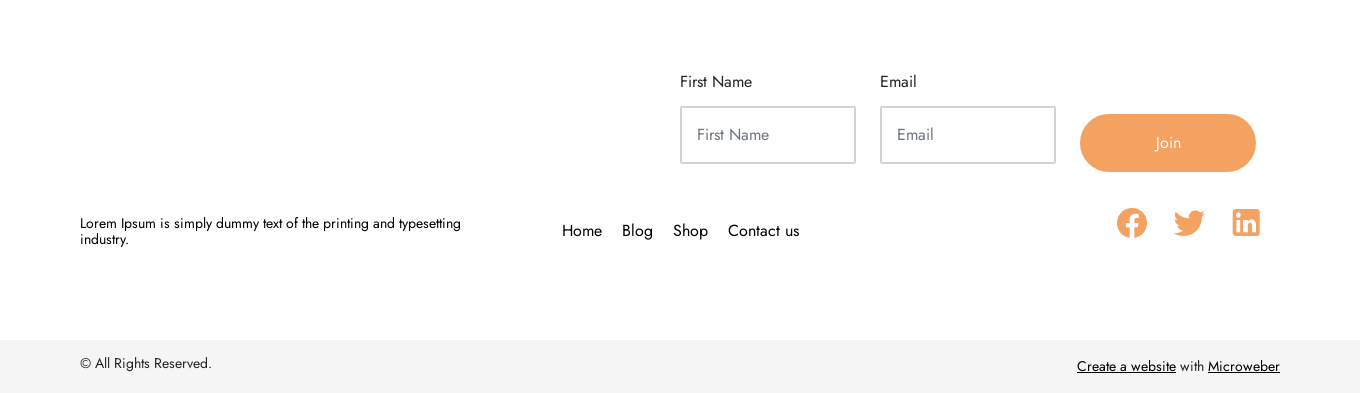 First Name Email
First Name Email Join
Lorem Ipsum is simply dummy text of the printing and typesetting
industry.
Home Blog Shop Contact us
© All Rights Reserved.
Create a website with Microweber